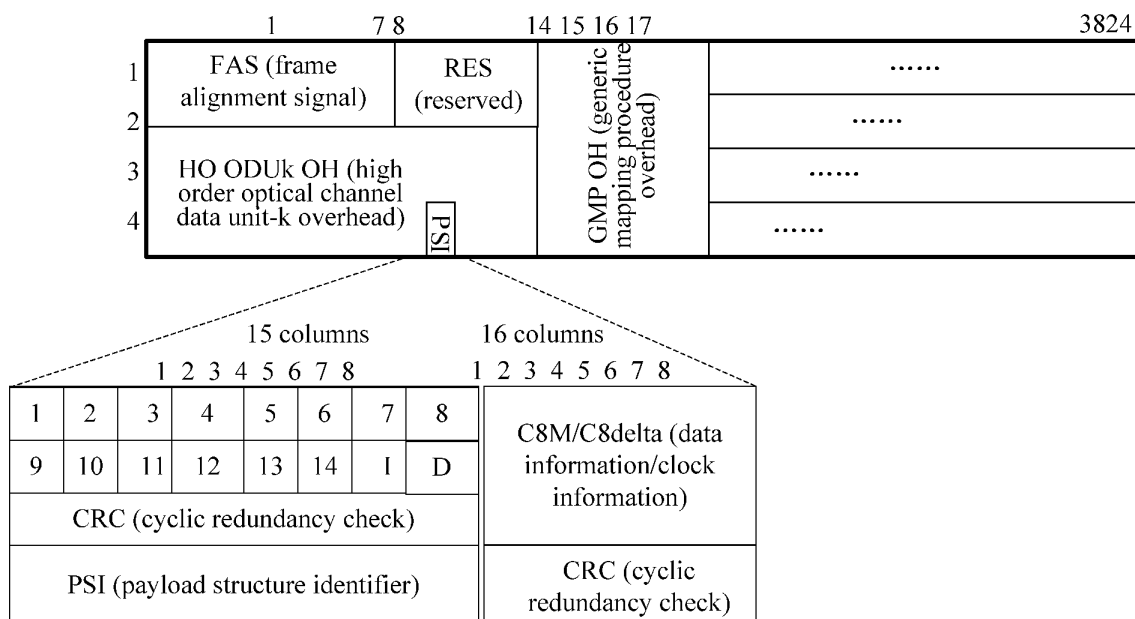 1 7 8 14 15 16 17 3824
1 FAS (frame alignment signal) RES (reserved) ······
2 ······
3 HO ODUk OH (high order optical channel data unit-k overhead) ······
4 PSI ······
GMP OH (generic mapping procedure overhead)
15 columns 16 columns
1 2 3 4 5 6 7 8 1 2 3 4 5 6 7 8
1 2 3 4 5 6 7 8
9 10 11 12 13 14 I D
C8M/C8delta (data
information/clock
information)
CRC (cyclic redundancy check)
PSI (payload structure identifier)
CRC (cyclic
redundancy check)